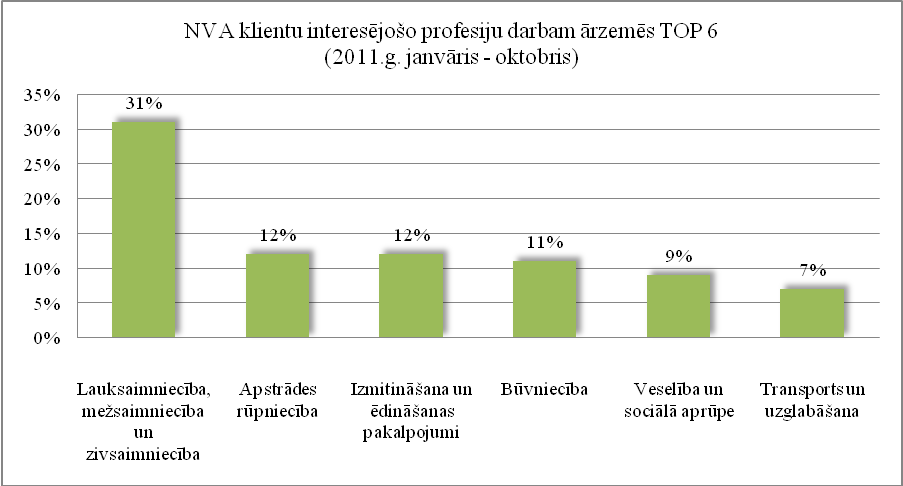 NVA klientu interesējošo profesiju darbam ārzemēs TOP 6
(2011.g. janvāris - oktobris)
35%
30%
25%
20%
15%
10%
5%
0%
31%
12%
12%
11%
9%
7%
Lauksaimniecība,
mežsaimniecība
un
zivsaimniecība
Apstrādes
rūpniecība
Izmitināšana un
ēdināšanas
pakalpojumi
Būvniecība
Veselība un
sociālā aprūpe
Transports un
uzglabāšana